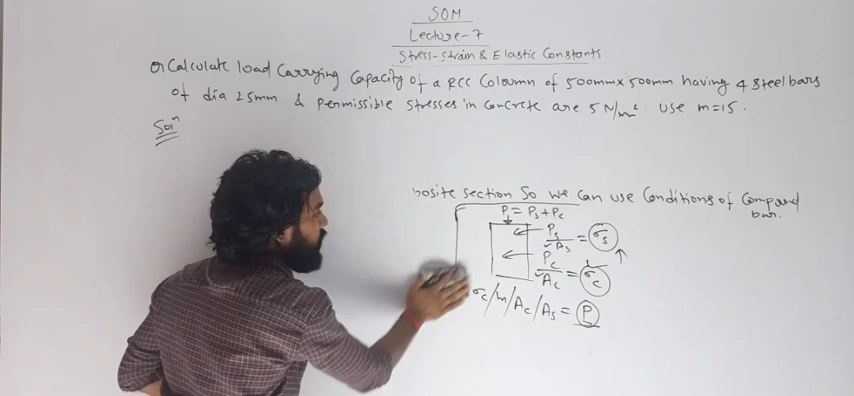 SOM
Lecture-7
Stress-strain & Elastic Constants
Q Calculate load Carrying Capacity of a RCC Coloumn of 500mmx500mm having 4 Steel bars
of dia 25mm & Permissible Stresses in Concrete are 5 N/mm². Use m=15.
Solⁿ
posite section So We Can use Conditions of Compound
bar.
P = Ps + Pc
Ps/As = σs
Pc/Ac = σc
σc/m/Ac/As = P